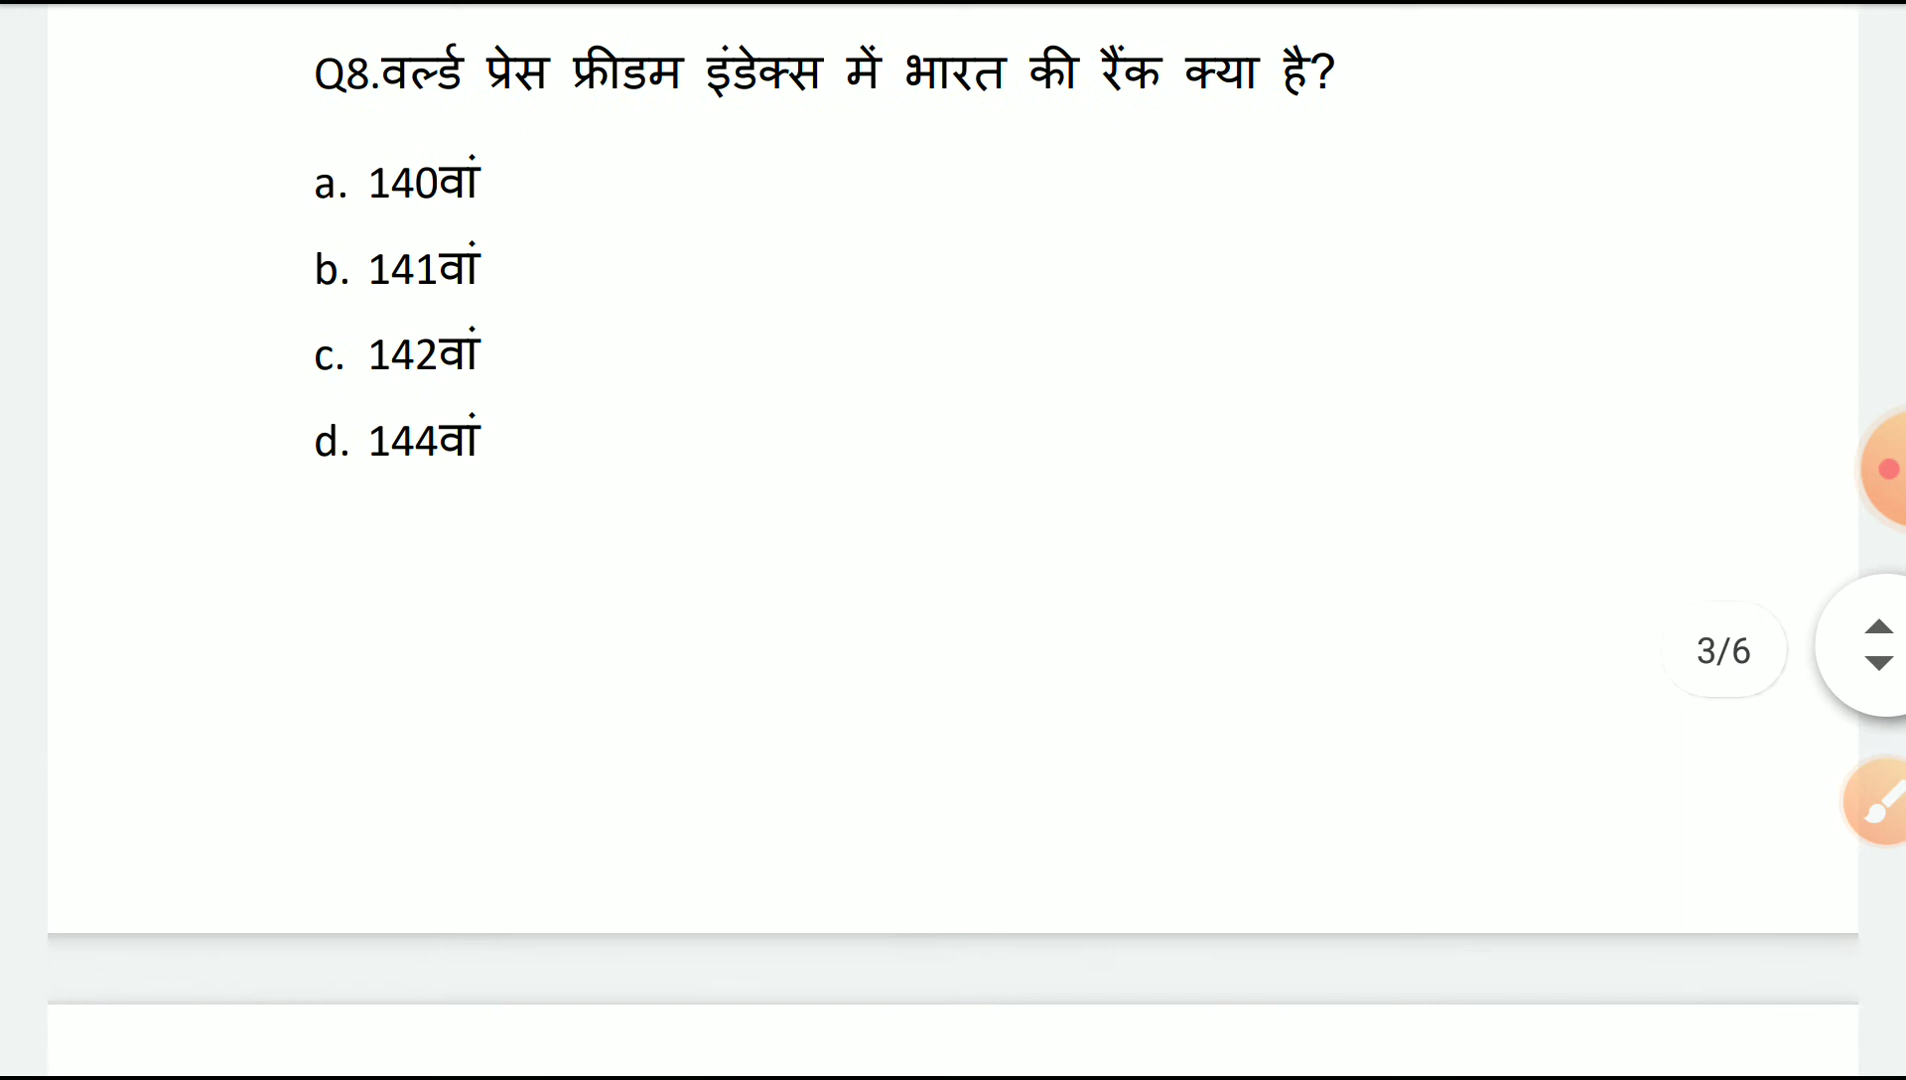 Q8.वर्ल्ड प्रेस फ्रीडम इंडेक्स में भारत की रैंक क्या है?
a. 140वां
b. 141वां
c. 142वां
d. 144वां
3/6